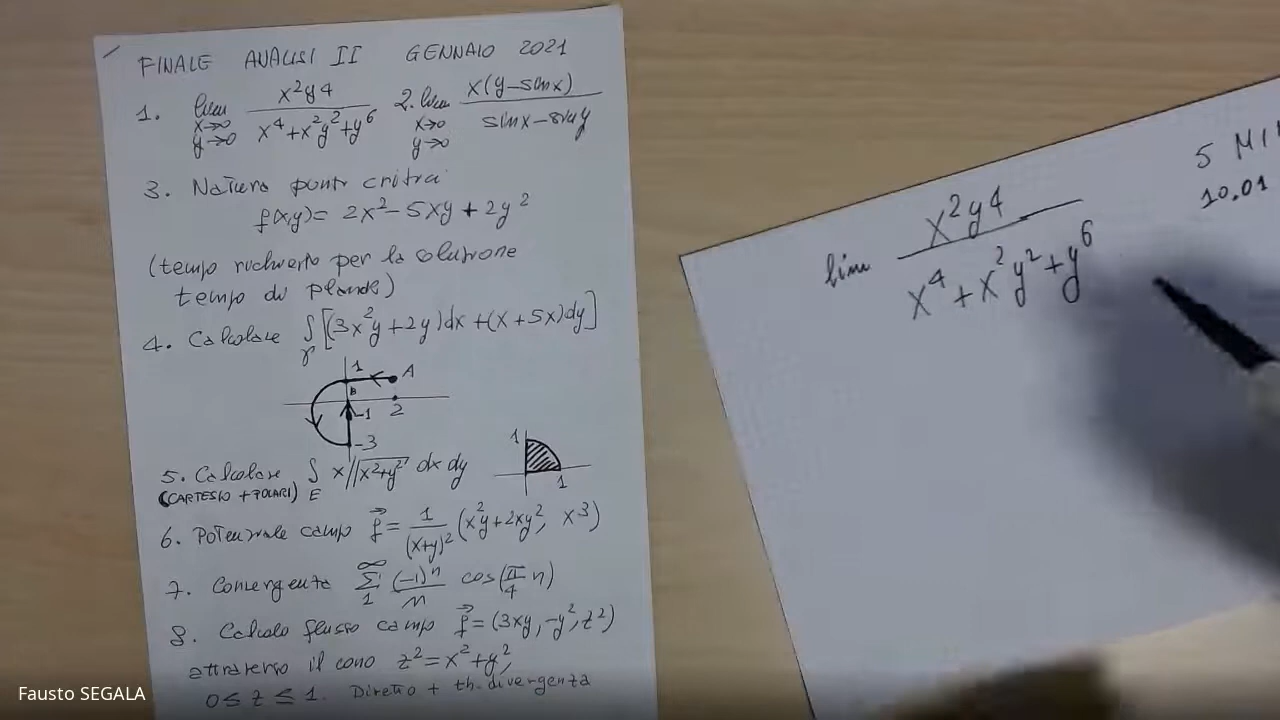 FINALE ANALISI II GENNAIO 2021
1. lim x→0 y→0 x²y4 / x⁴+x²y²+y⁶ 2. lim x→0 y→0 x(y-sinx) / sinx-siny
3. Natura punti critici
f(x,y)= 2x²-5xy+2y²
(tempo richiesto per la soluzione
tempo di
4. Calcolare ∫γ [(3x²y+2y)dx+(x+5x)dy]
1 A
B
-1 2
-3
1
1
5. Calcolare ∫E x/√x²+y² dx dy
(CARTESIO + POLARI)
6. Potenziale campo f⃗= 1/(x+y)² (x²y+2xy², x³)
7. Convergenza ∞ Σ 1 (-1)ⁿ/n cos(π/4 n)
8. Calcolo flusso campo f⃗=(3xy,-y²,z²)
attraverso il cono z²=x²+y²,
0≤z≤1. Diretto + th. divergenza
5 MI
10.01
lim x²y4 / x⁴+x²y²+y⁶
Fausto SEGALA